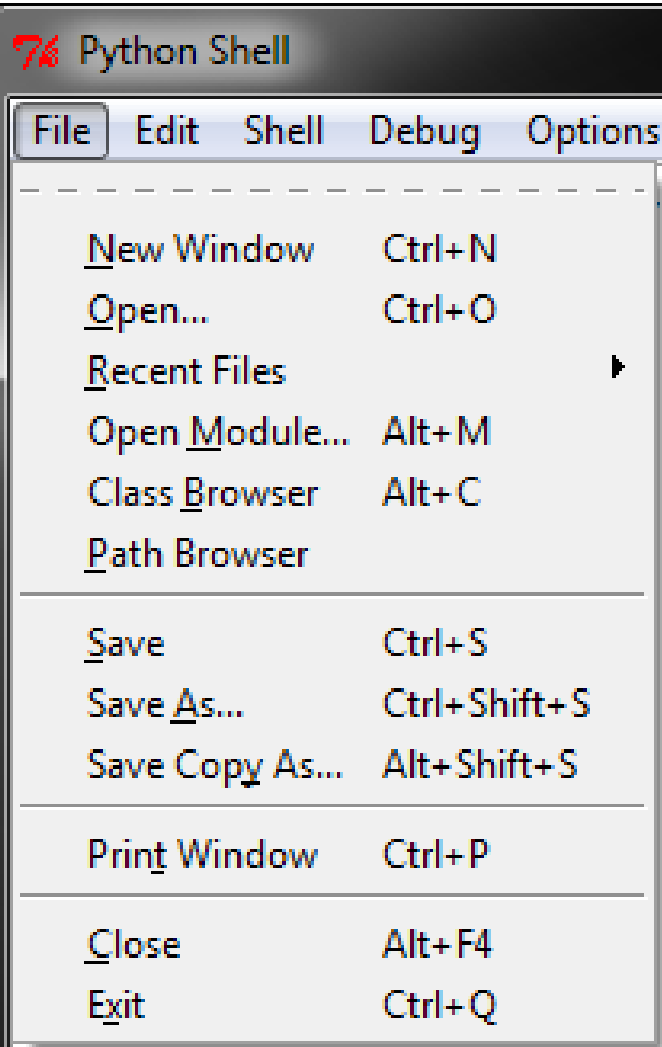 Python Shell
File Edit Shell Debug Options
New Window Ctrl+N
Open... Ctrl+O
Recent Files
Open Module... Alt+M
Class Browser Alt+C
Path Browser
Save Ctrl+S
Save As... Ctrl+Shift+S
Save Copy As... Alt+Shift+S
Print Window Ctrl+P
Close Alt+F4
Exit Ctrl+Q